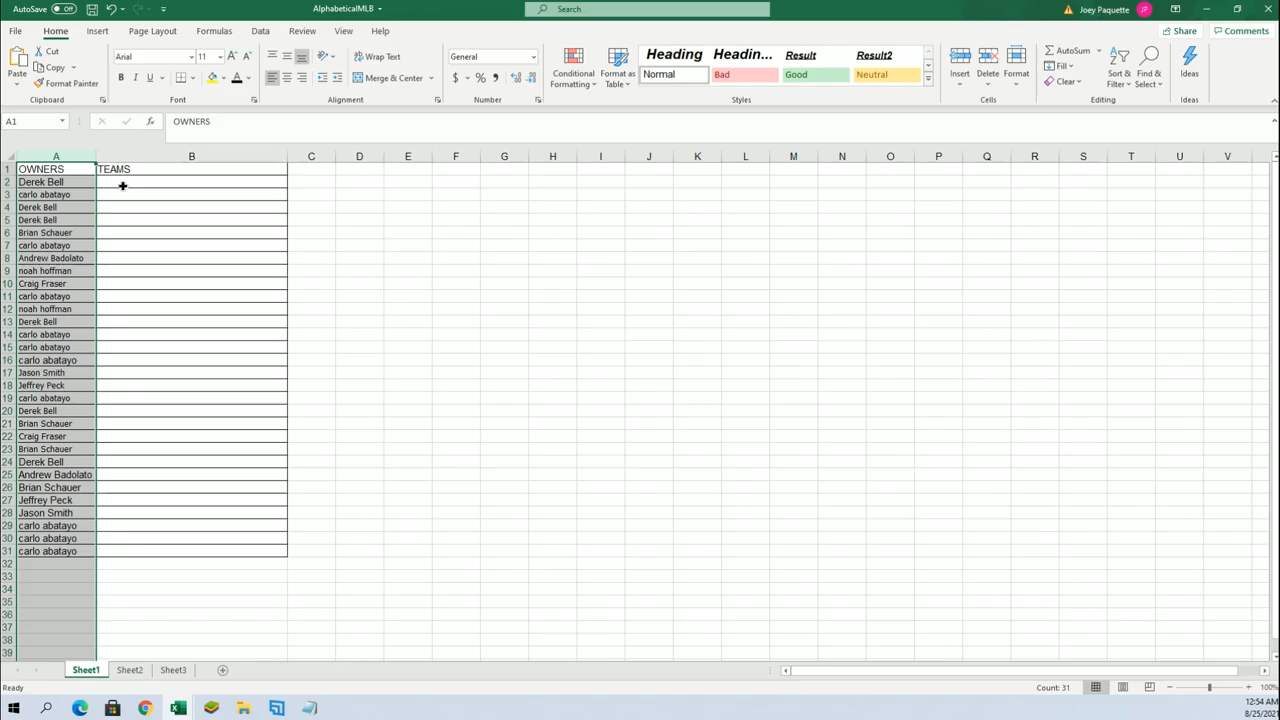 AutoSave Off AlphabeticalMLB Search Joey Paquette JP
File Home Insert Page Layout Formulas Data Review View Help Share Comments
Paste Cut Copy Format Painter Clipboard
Arial 11 B I U A Font
Wrap Text Merge & Center Alignment
General $ % Number
Conditional Formatting Format as Table Heading Headin... Result Result2 Normal Bad Good Neutral Styles
Insert Delete Format Cells
AutoSum Fill Clear Sort & Filter Find & Select Editing
Ideas Ideas
A1 fx OWNERS
A B C D E F G H I J K L M N O P Q R S T U V
1 OWNERS TEAMS
2 Derek Bell
3 carlo abatayo
4 Derek Bell
5 Derek Bell
6 Brian Schauer
7 carlo abatayo
8 Andrew Badolato
9 noah hoffman
10 Craig Fraser
11 carlo abatayo
12 noah hoffman
13 Derek Bell
14 carlo abatayo
15 carlo abatayo
16 carlo abatayo
17 Jason Smith
18 Jeffrey Peck
19 carlo abatayo
20 Derek Bell
21 Brian Schauer
22 Craig Fraser
23 Brian Schauer
24 Derek Bell
25 Andrew Badolato
26 Brian Schauer
27 Jeffrey Peck
28 Jason Smith
29 carlo abatayo
30 carlo abatayo
31 carlo abatayo
32
33
34
35
36
37
38
39
Sheet1 Sheet2 Sheet3
Ready Count: 31 100%
12:54 AM